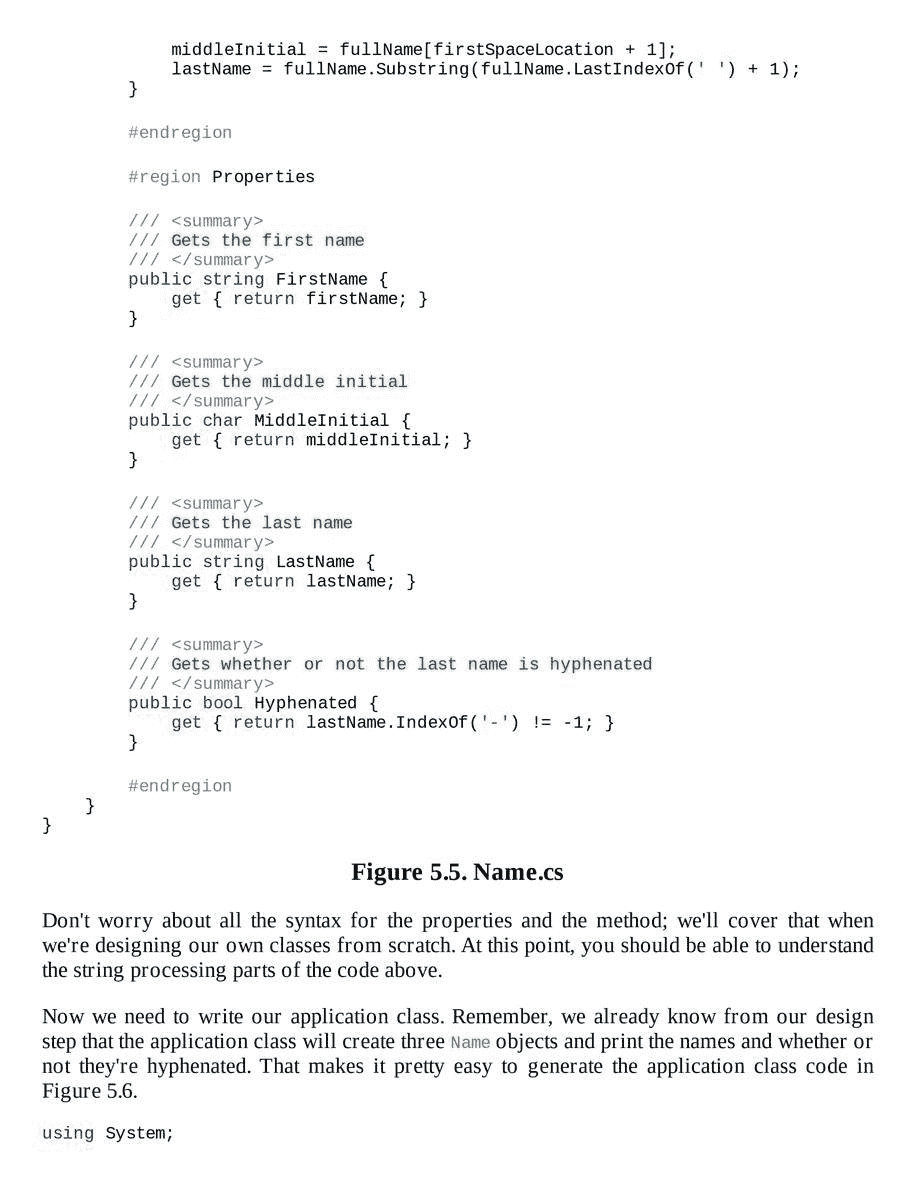 middleInitial = fullName[firstSpaceLocation + 1];
lastName = fullName.Substring(fullName.LastIndexOf(' ') + 1);
}
#endregion
#region Properties
/// <summary>
/// Gets the first name
/// </summary>
public string FirstName {
get { return firstName; }
}
/// <summary>
/// Gets the middle initial
/// </summary>
public char MiddleInitial {
get { return middleInitial; }
}
/// <summary>
/// Gets the last name
/// </summary>
public string LastName {
get { return lastName; }
}
/// <summary>
/// Gets whether or not the last name is hyphenated
/// </summary>
public bool Hyphenated {
get { return lastName.IndexOf('-') != -1; }
}
#endregion
}
}
Figure 5.5. Name.cs
Don't worry about all the syntax for the properties and the method; we'll cover that when
we're designing our own classes from scratch. At this point, you should be able to understand
the string processing parts of the code above.
Now we need to write our application class. Remember, we already know from our design
step that the application class will create three Name objects and print the names and whether or
not they're hyphenated. That makes it pretty easy to generate the application class code in
Figure 5.6.
using System;